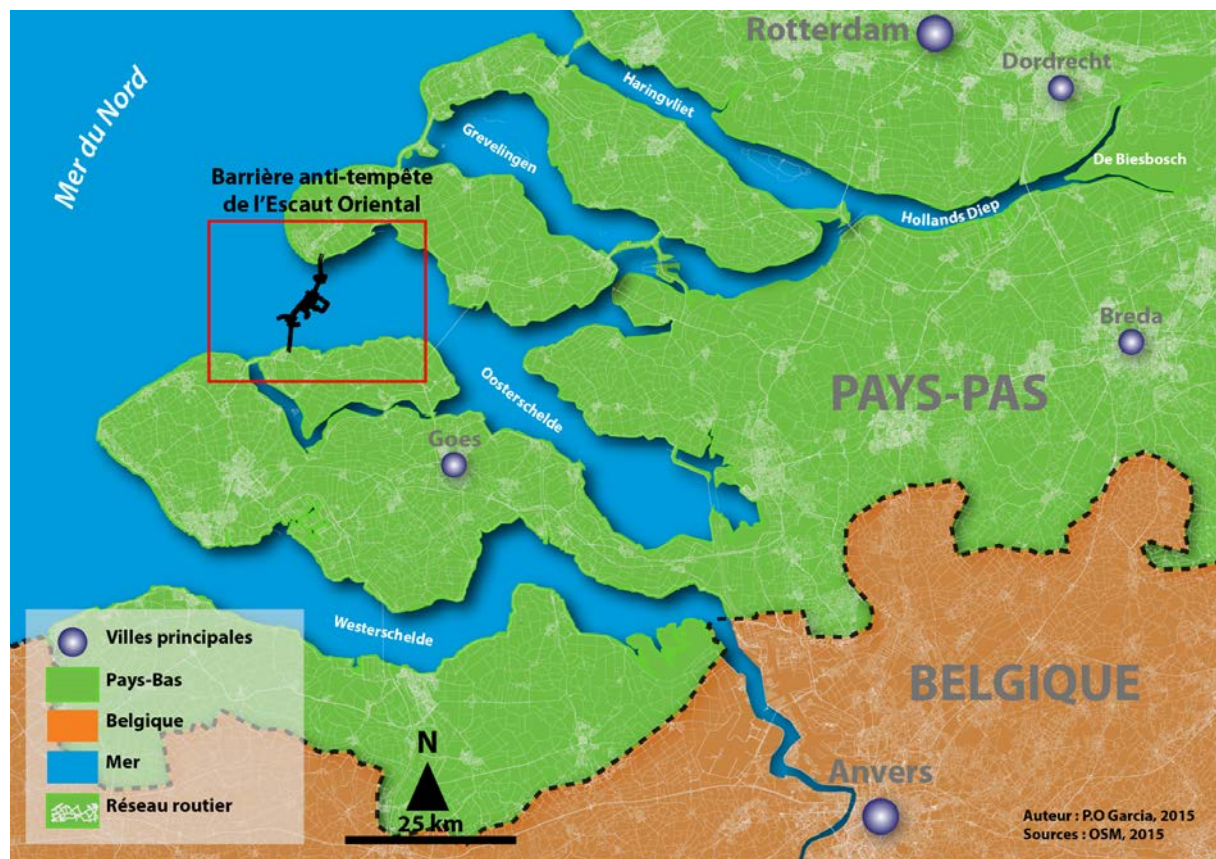 Rotterdam
Dordrecht
Haringvliet
Mer du Nord
Grevelingen
De Biesbosch
Barrière anti-tempête
de l'Escaut Oriental
Hollands Diep
Breda
Oosterschelde
PAYS-PAS
Goes
Westerschelde
BELGIQUE
Anvers
Villes principales
Pays-Bas
Belgique
Mer
Réseau routier
N
25 km
Auteur : P.O Garcia, 2015
Sources : OSM, 2015